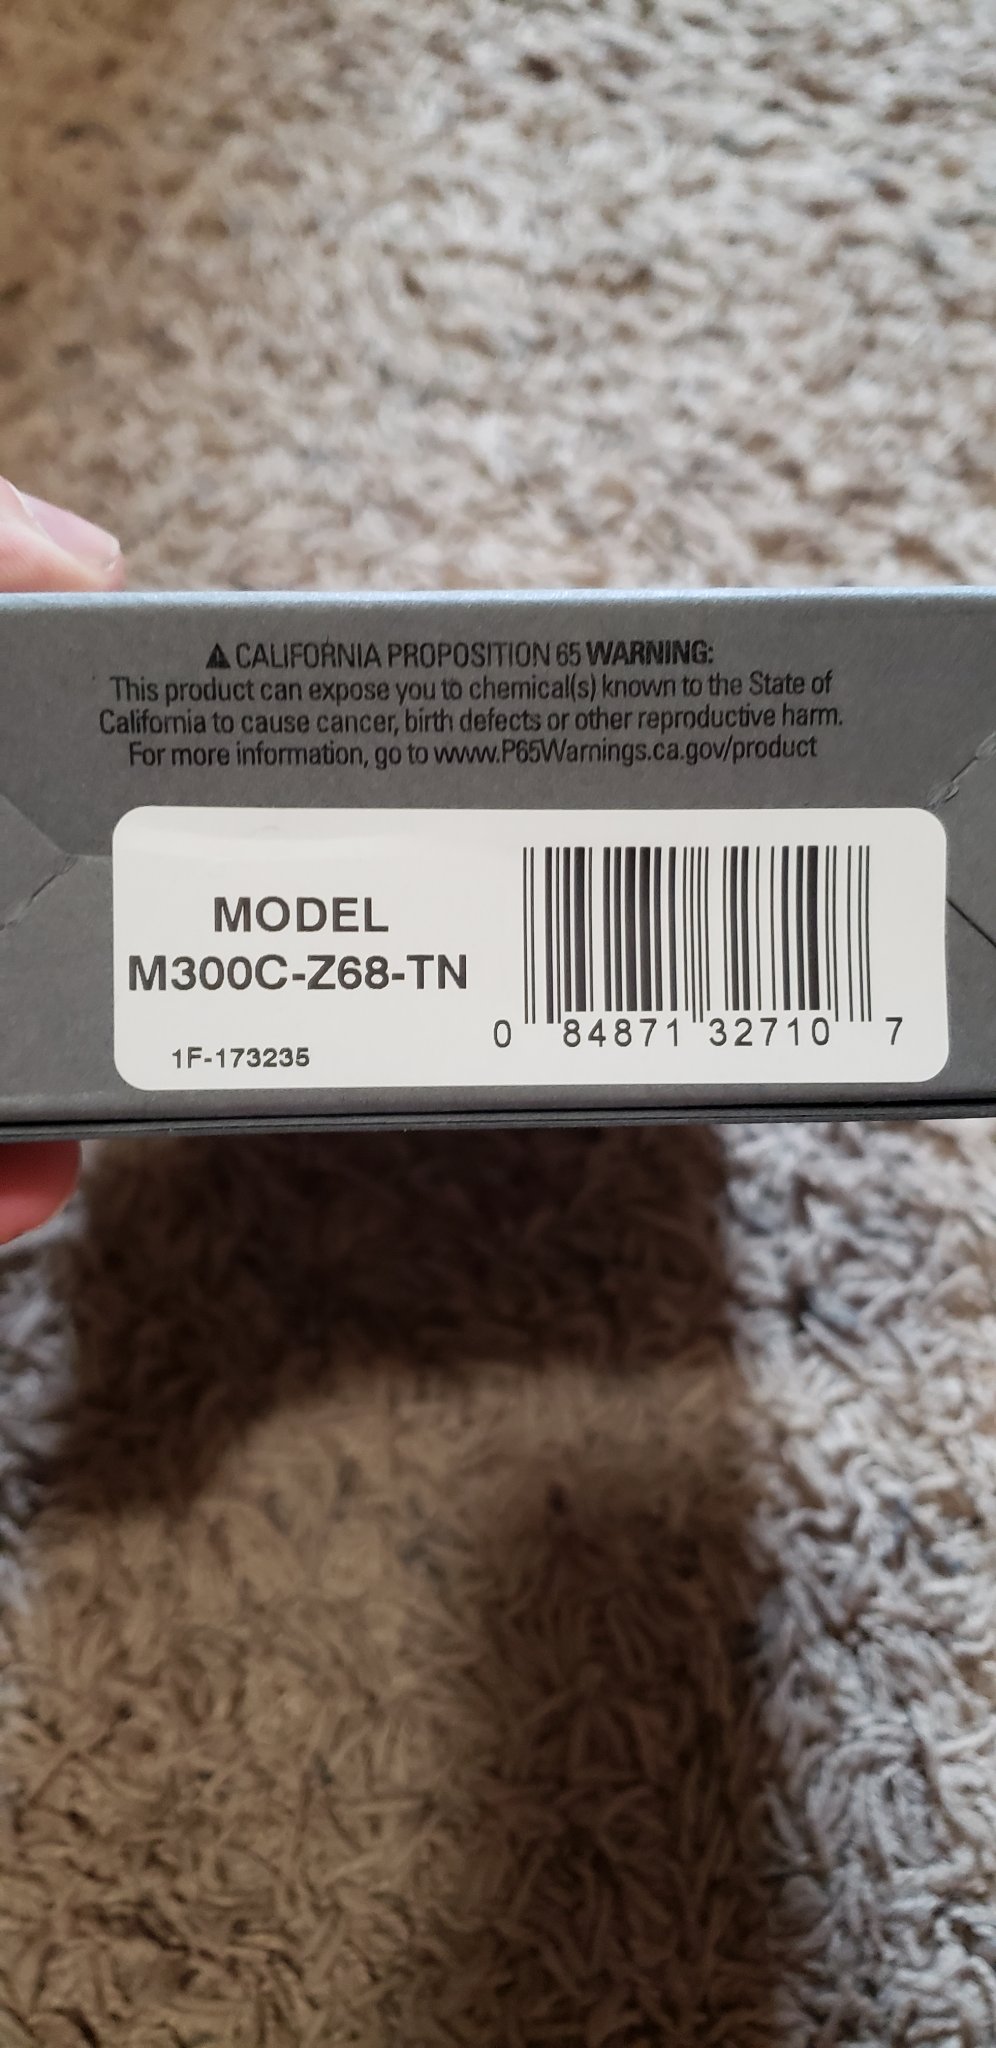 ⚠ CALIFORNIA PROPOSITION 65 WARNING:
This product can expose you to chemical(s) known to the State of
California to cause cancer, birth defects or other reproductive harm.
For more information, go to www.P65Warnings.ca.gov/product
MODEL
M300C-Z68-TN
1F-173235
0 84871 32710 7